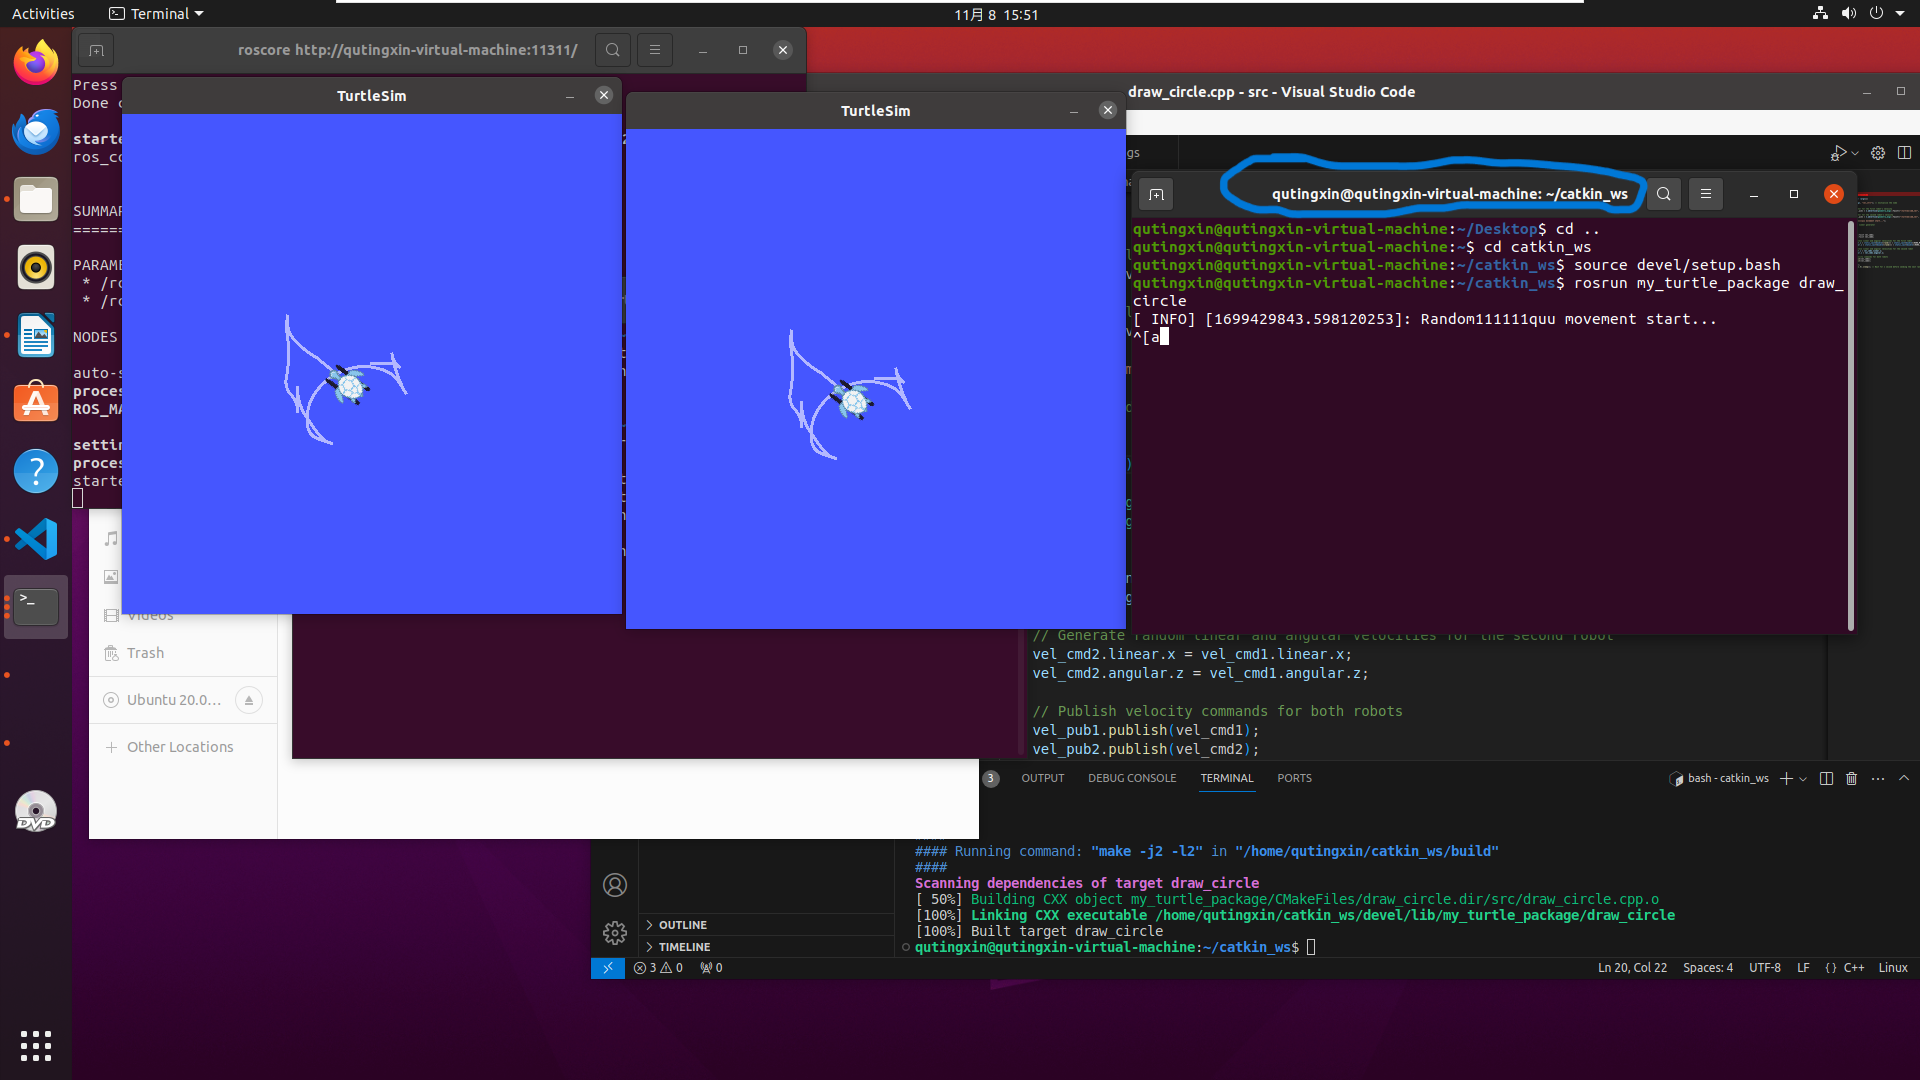 Activities
Terminal
11月 8 15:51
roscore http://qutingxin-virtual-machine:11311/
Press
Done
ros_co
SUMMAR
========
PARAME
* /ro
* /ro
NODES
auto-s
proces
ROS_MA
settin
proces
starte
TurtleSim
TurtleSim
draw_circle.cpp - src - Visual Studio Code
gs
qutingxin@qutingxin-virtual-machine: ~/catkin_ws
qutingxin@qutingxin-virtual-machine:~/Desktop$ cd ..
qutingxin@qutingxin-virtual-machine:~$ cd catkin_ws
qutingxin@qutingxin-virtual-machine:~/catkin_ws$ source devel/setup.bash
qutingxin@qutingxin-virtual-machine:~/catkin_ws$ rosrun my_turtle_package draw_
circle
[ INFO] [1699429843.598120253]: Random111111quu movement start...
^[a
Videos
Trash
Ubuntu 20.0...
Other Locations
// Generate random linear and angular velocities for the second robot
vel_cmd2.linear.x = vel_cmd1.linear.x;
vel_cmd2.angular.z = vel_cmd1.angular.z;
// Publish velocity commands for both robots
vel_pub1.publish(vel_cmd1);
vel_pub2.publish(vel_cmd2);
3 OUTPUT DEBUG CONSOLE TERMINAL PORTS
bash - catkin_ws
#### Running command: "make -j2 -l2" in "/home/qutingxin/catkin_ws/build"
####
Scanning dependencies of target draw_circle
[ 50%] Building CXX object my_turtle_package/CMakeFiles/draw_circle.dir/src/draw_circle.cpp.o
[100%] Linking CXX executable /home/qutingxin/catkin_ws/devel/lib/my_turtle_package/draw_circle
[100%] Built target draw_circle
qutingxin@qutingxin-virtual-machine:~/catkin_ws$
OUTLINE
TIMELINE
3 0 0
Ln 20, Col 22 Spaces: 4 UTF-8 LF {} C++ Linux
DVD